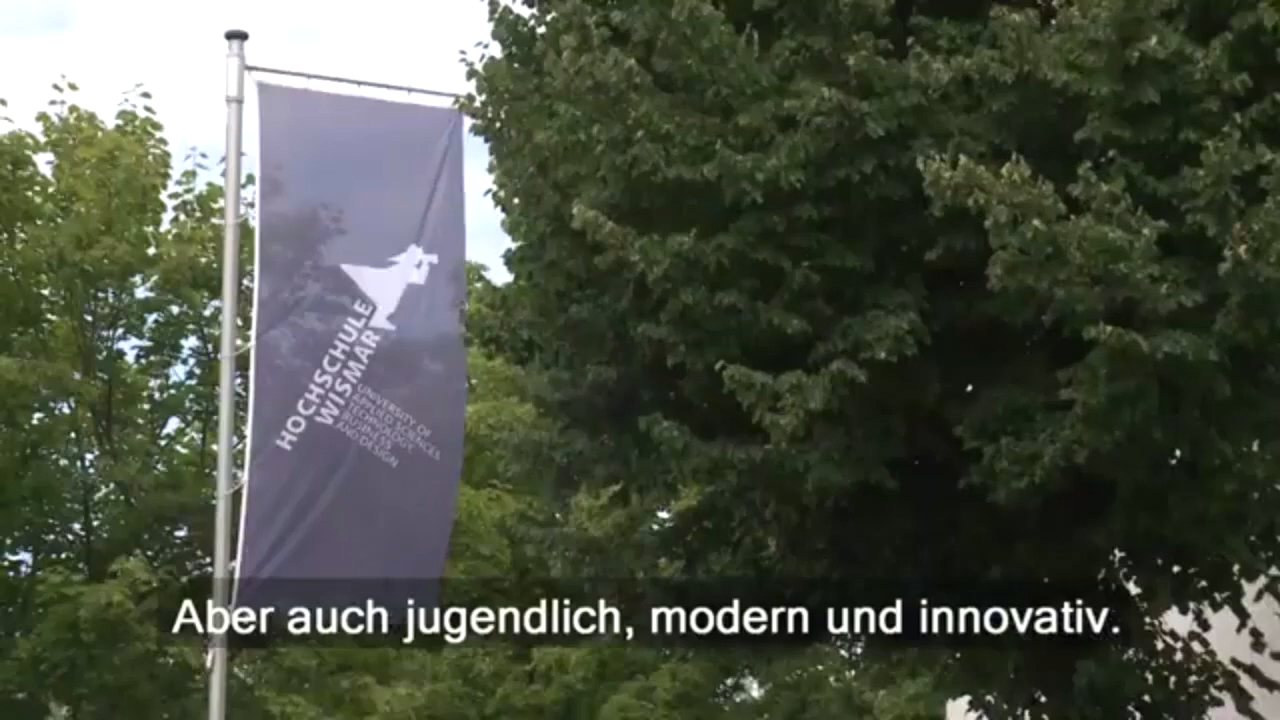 HOCHSCHULE
WISMAR
UNIVERSITY OF
APPLIED SCIENCES
TECHNOLOGY,
BUSINESS
AND DESIGN
Aber auch jugendlich, modern und innovativ.